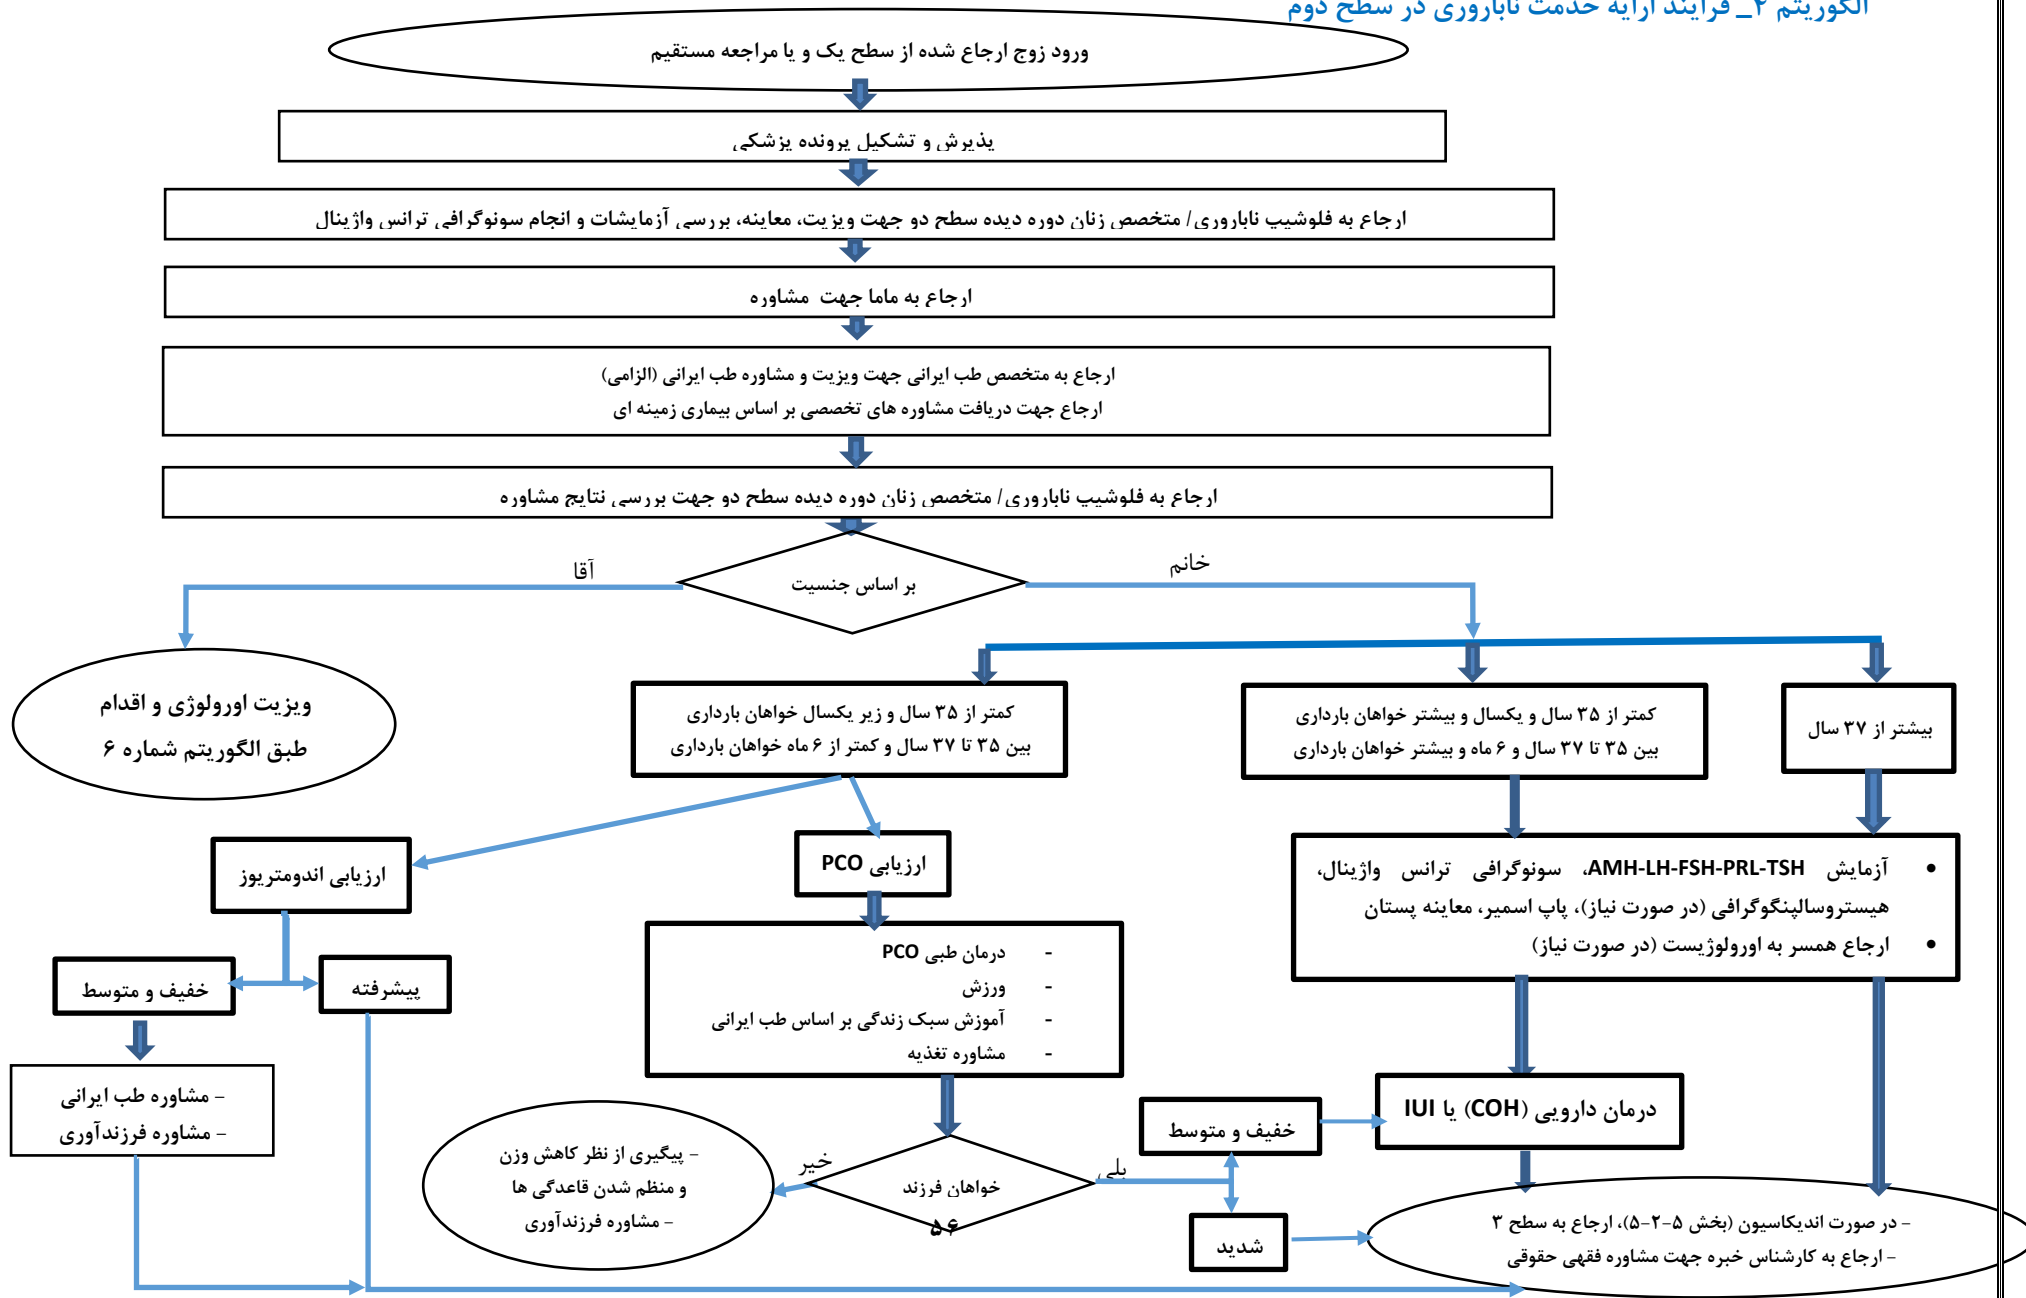 الگوریتم ۲_ فرایند ارایه خدمت ناباروری در سطح دوم
ورود زوج ارجاع شده از سطح یک و یا مراجعه مستقیم
پذیرش و تشکیل پرونده پزشکی
ارجاع به فلوشیپ ناباروری/ متخصص زنان دوره دیده سطح دو جهت ویزیت، معاینه، بررسی آزمایشات و انجام سونوگرافی ترانس واژینال
ارجاع به ماما جهت مشاوره
ارجاع به متخصص طب ایرانی جهت ویزیت و مشاوره طب ایرانی (الزامی)
ارجاع جهت دریافت مشاوره های تخصصی بر اساس بیماری زمینه ای
ارجاع به فلوشیپ ناباروری/ متخصص زنان دوره دیده سطح دو جهت بررسی نتایج مشاوره
بر اساس جنسیت
خانم
آقا
بیشتر از ۳۷ سال
کمتر از ۳۵ سال و یکسال و بیشتر خواهان بارداری
بین ۳۵ تا ۳۷ سال و ۶ ماه و بیشتر خواهان بارداری
کمتر از ۳۵ سال و زیر یکسال خواهان بارداری
بین ۳۵ تا ۳۷ سال و کمتر از ۶ ماه خواهان بارداری
ویزیت اورولوژی و اقدام
طبق الگوریتم شماره ۶
• آزمایش AMH-LH-FSH-PRL-TSH، سونوگرافی ترانس واژینال،
هیستروسالپنگوگرافی (در صورت نیاز)، پاپ اسمیر، معاینه پستان
• ارجاع همسر به اورولوژیست (در صورت نیاز)
ارزیابی PCO
ارزیابی اندومتریوز
- درمان طبی PCO
- ورزش
- آموزش سبک زندگی بر اساس طب ایرانی
- مشاوره تغذیه
پیشرفته
خفیف و متوسط
– مشاوره طب ایرانی
– مشاوره فرزندآوری
درمان دارویی (COH) یا IUI
خفیف و متوسط
بلی
خواهان فرزند
خیر
– پیگیری از نظر کاهش وزن
و منظم شدن قاعدگی ها
– مشاوره فرزندآوری
شدید
– در صورت اندیکاسیون (بخش ۵-۲-۵)، ارجاع به سطح ۳
– ارجاع به کارشناس خبره جهت مشاوره فقهی حقوقی
۵۶